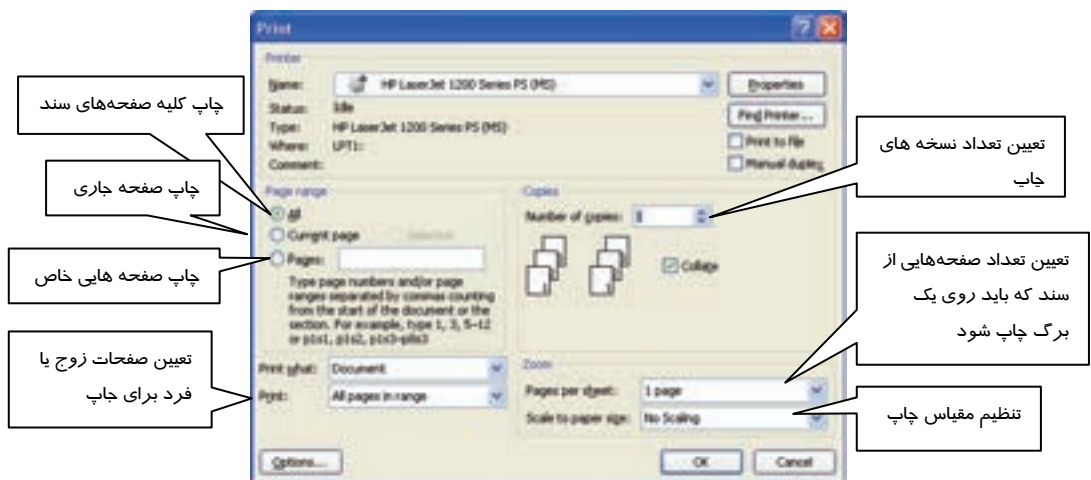 Print
Printer
Name: HP LaserJet 1200 Series PS (MS)
Properties
Status: Idle
Find Printer...
Type: HP LaserJet 1200 Series PS (MS)
Where: LPT1:
Print to file
Comment:
Manual duplex
Page range
All
Current page Selection
Pages:
Type page numbers and/or page
ranges separated by commas counting
from the start of the document or the
section. For example, type 1, 3, 5–12
or p1s1, p1s2, p1s3–p8s3
Copies
Number of copies: 1
Collate
Print what: Document
Print: All pages in range
Zoom
Pages per sheet: 1 page
Scale to paper size: No Scaling
Options...
OK
Cancel
چاپ کلیه صفحه‌های سند
چاپ صفحه جاری
چاپ صفحه هایی خاص
تعیین صفحات زوج یا
فرد برای چاپ
تعیین تعداد نسخه های
چاپ
تعیین تعداد صفحه‌هایی از
سند که باید روی یک
برگ چاپ شود
تنظیم مقیاس چاپ